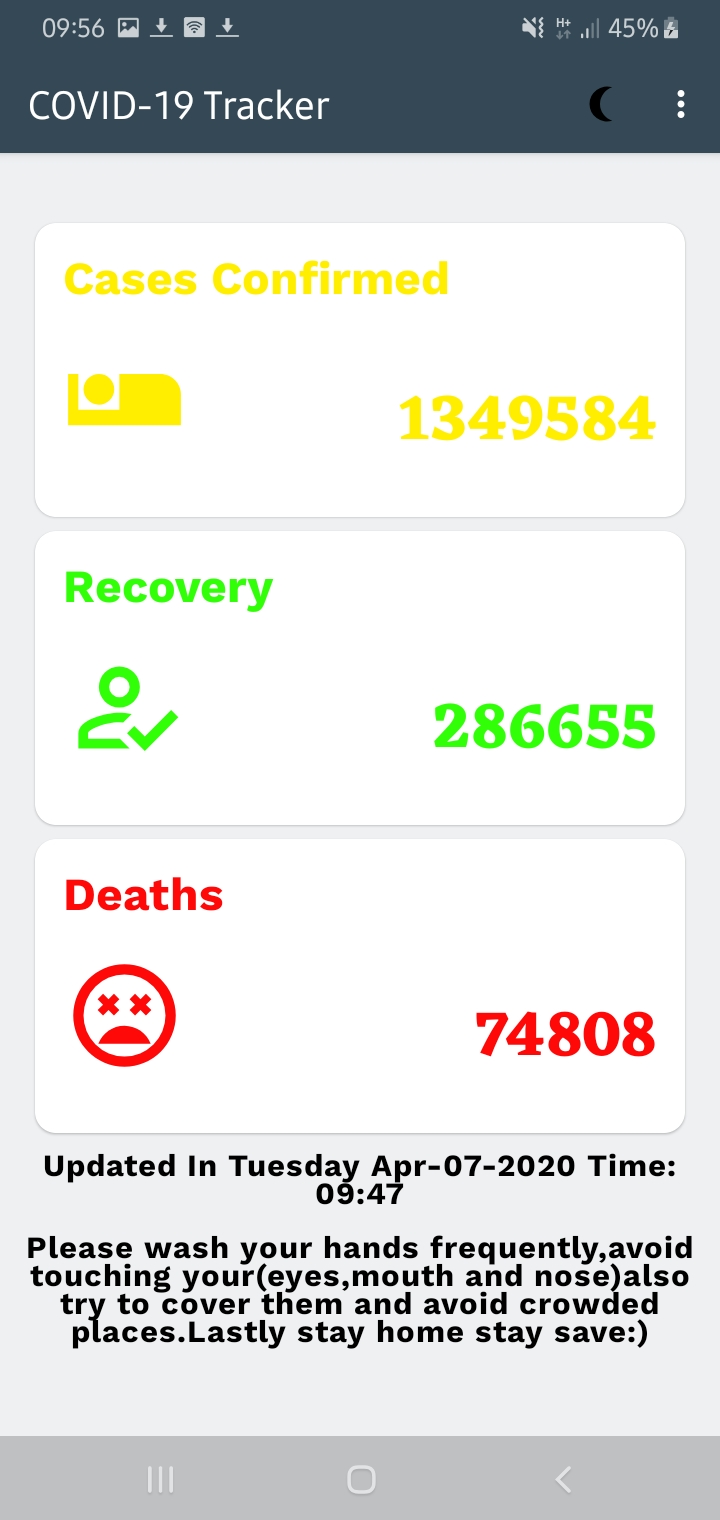 09:56
H+
45%
COVID-19 Tracker
Cases Confirmed
1349584
Recovery
286655
Deaths
74808
Updated In Tuesday Apr-07-2020 Time:
09:47
Please wash your hands frequently,avoid
touching your(eyes,mouth and nose)also
try to cover them and avoid crowded
places.Lastly stay home stay save:)